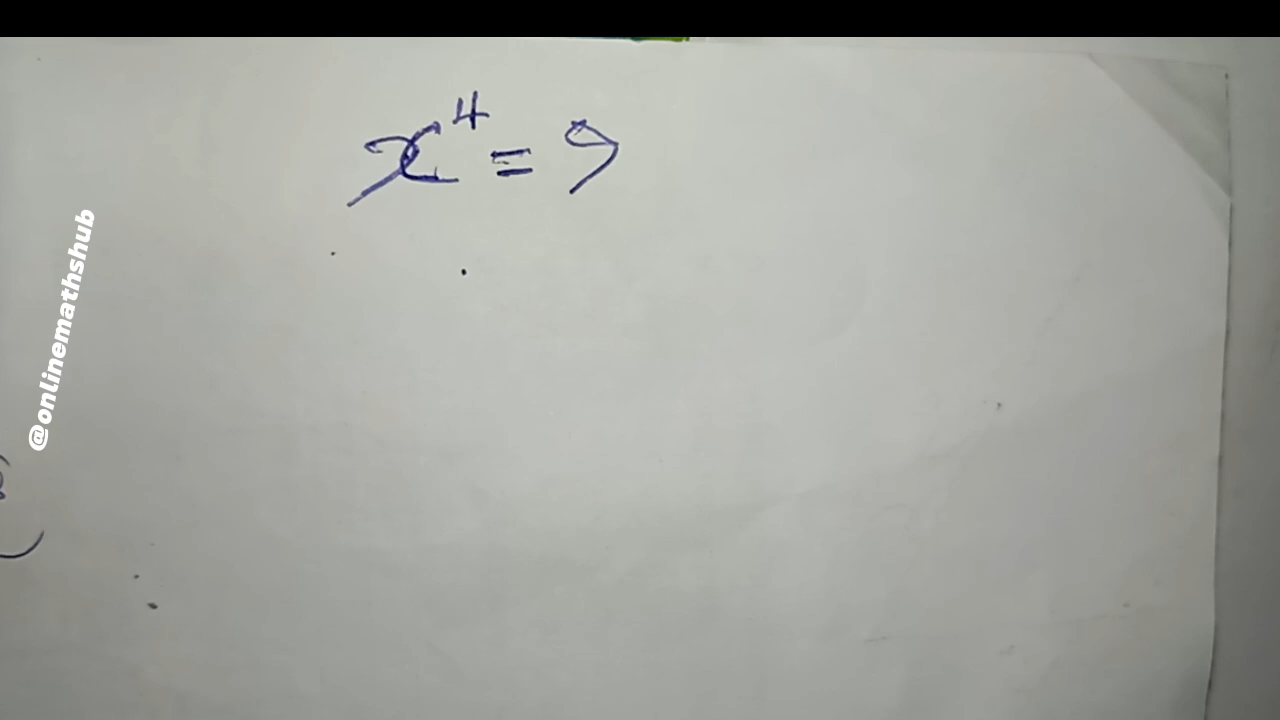 x⁴ = 9
@onlinemathshub